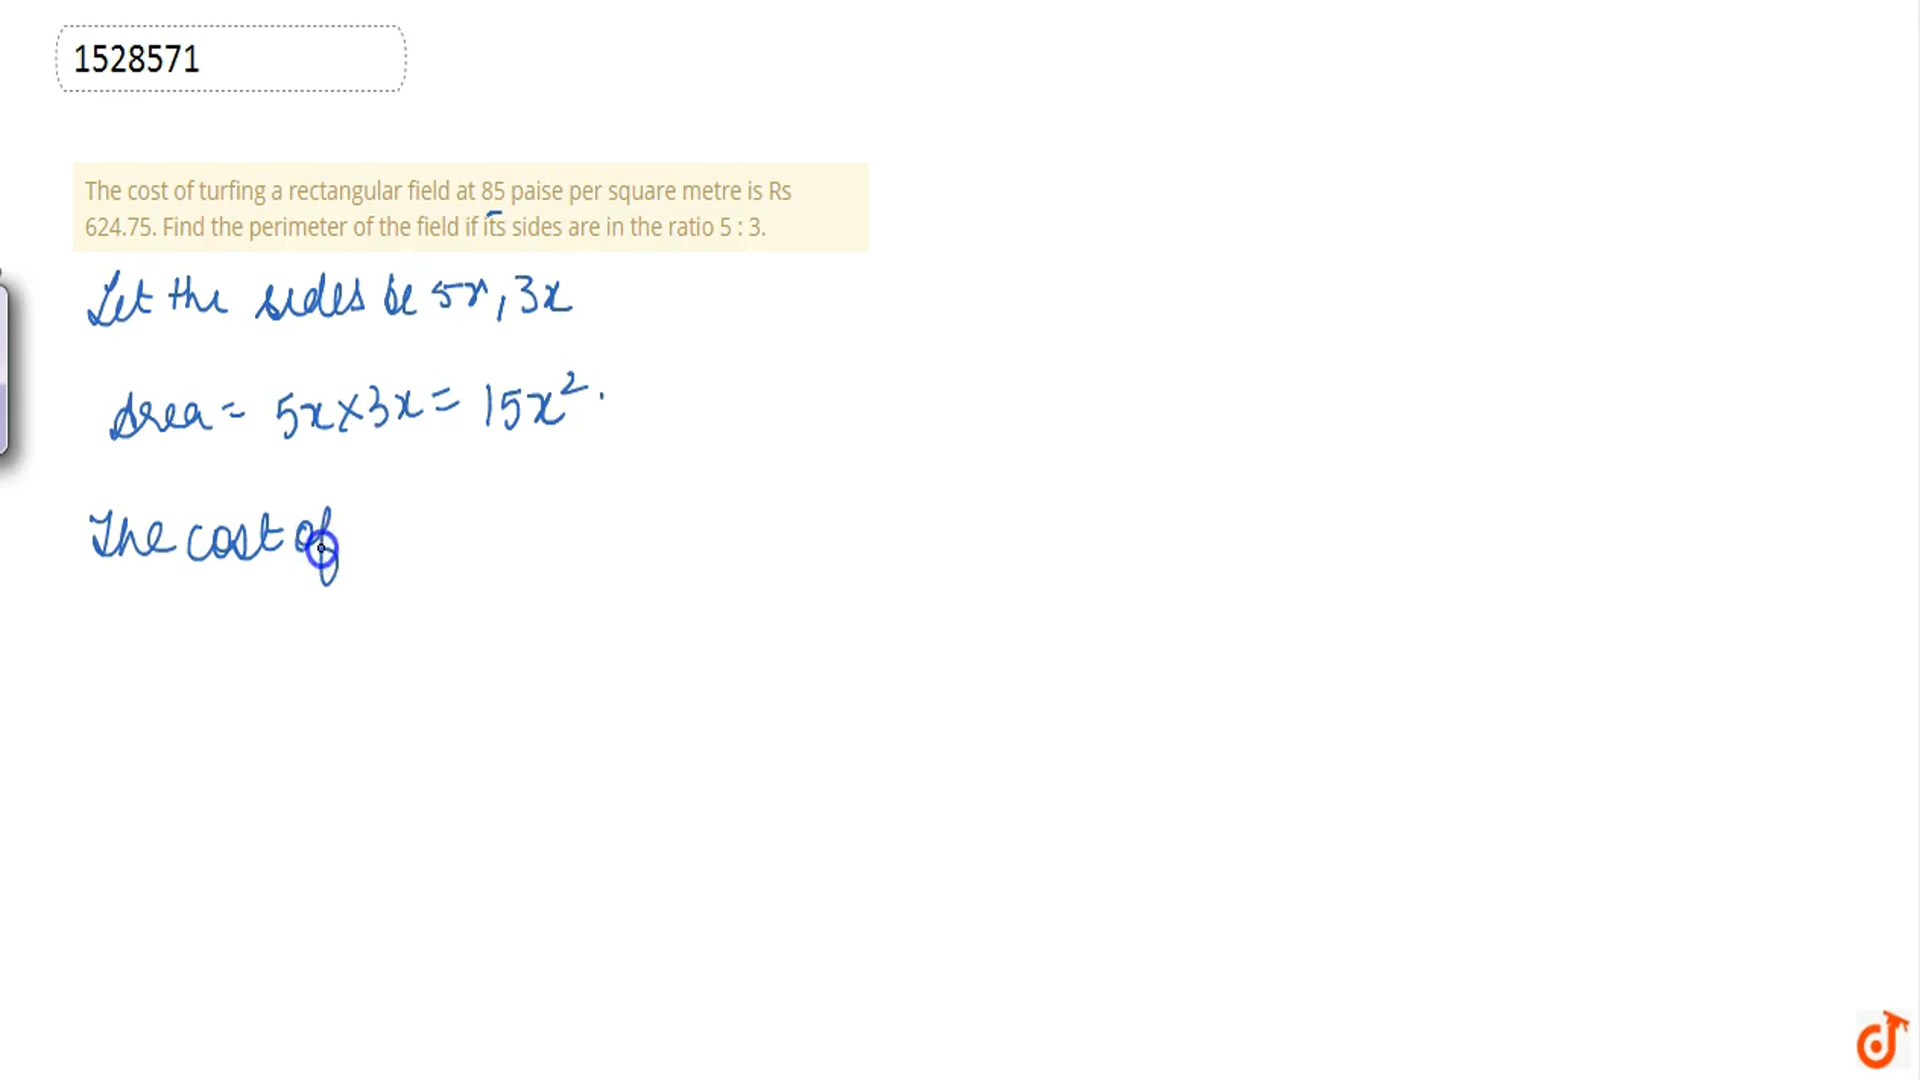 1528571
The cost of turfing a rectangular field at 85 paise per square metre is Rs
624.75. Find the perimeter of the field if its sides are in the ratio 5 : 3.
Let the sides be 5x, 3x
Area = 5x×3x = 15x².
The cost of